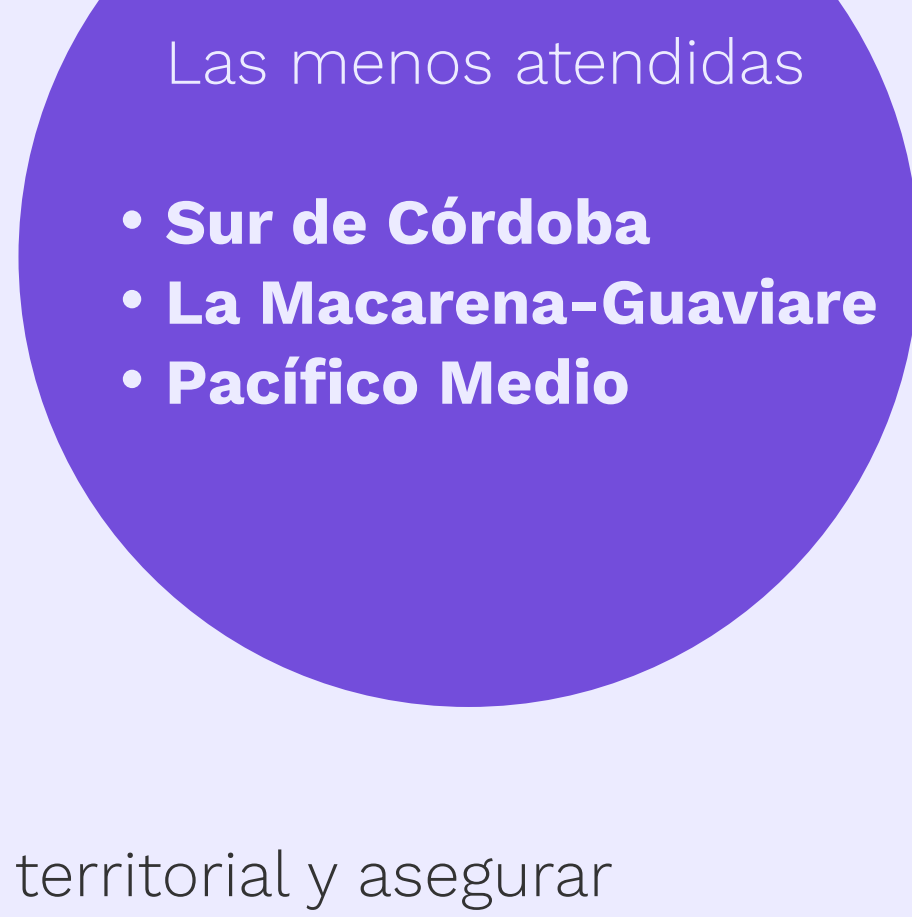 Las menos atendidas
• Sur de Córdoba
• La Macarena-Guaviare
• Pacífico Medio
territorial y asegurar